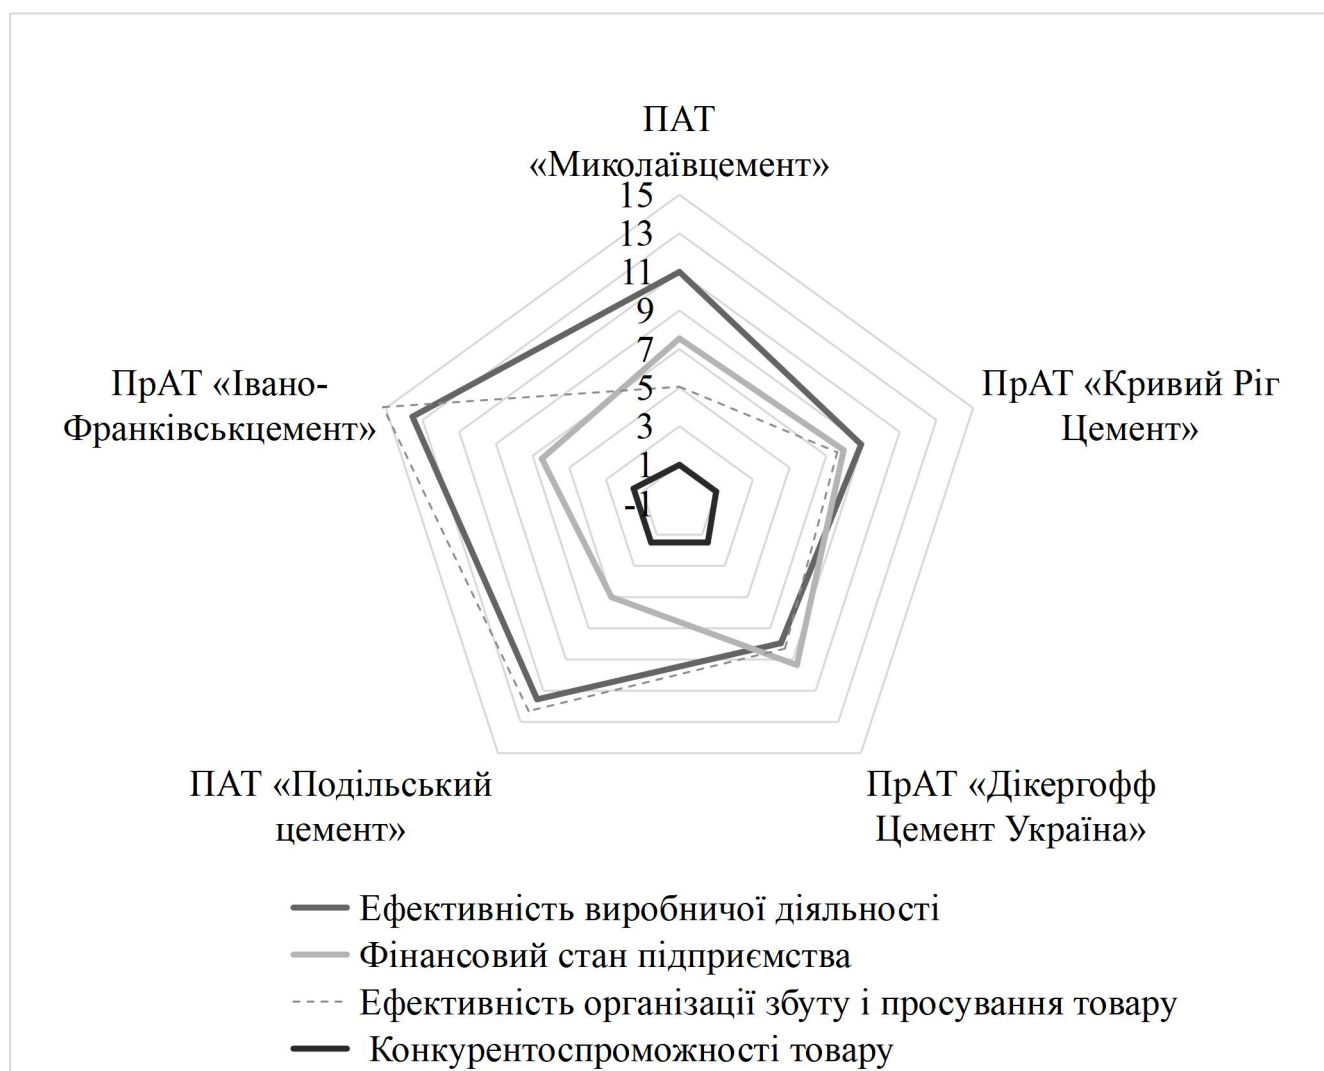 ПАТ
«Миколаївцемент»
15
13
11
9
7
5
3
1
-1
ПрАТ «Івано-
Франківськцемент»
ПрАТ «Кривий Ріг
Цемент»
ПАТ «Подільський
цемент»
ПрАТ «Дікергофф
Цемент Україна»
Ефективність виробничої діяльності
Фінансовий стан підприємства
Ефективність організації збуту і просування товару
Конкурентоспроможності товару